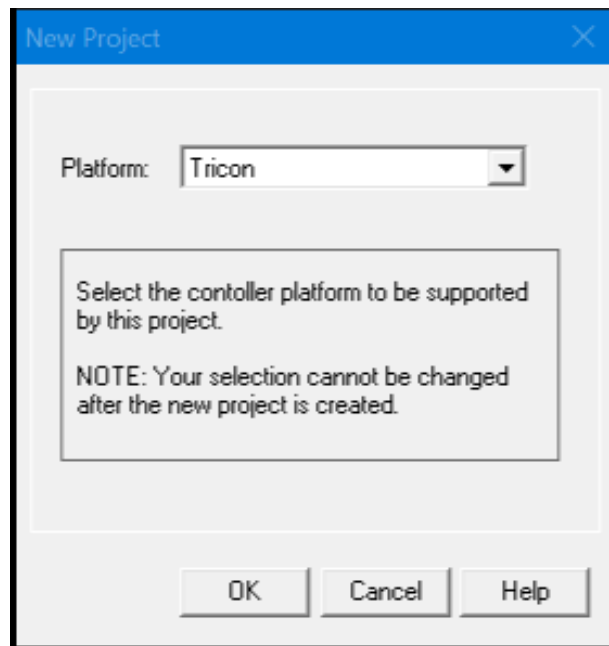 New Project
Platform: Tricon
Select the contoller platform to be supported
by this project.
NOTE: Your selection cannot be changed
after the new project is created.
OK Cancel Help